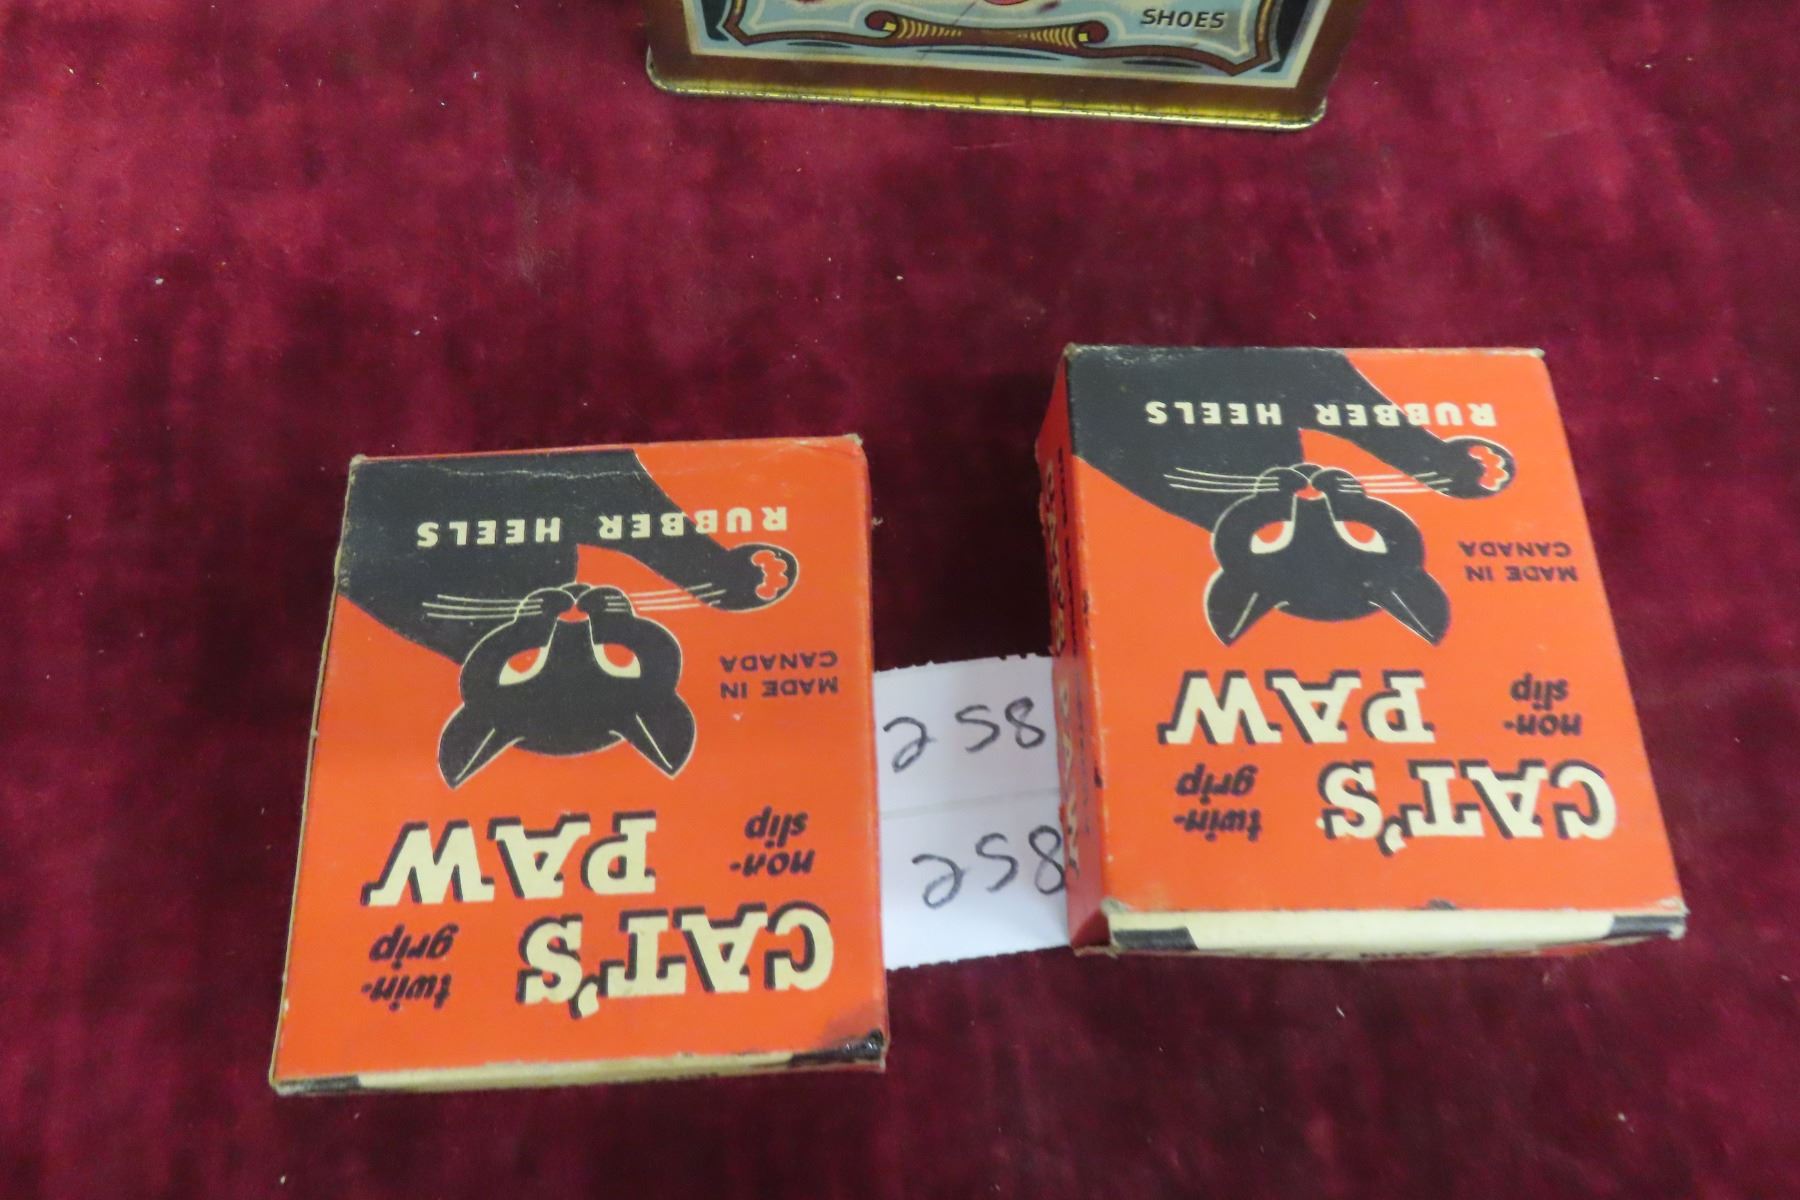 SHOES
CAT'S
PAW
twin-
grip
non-
slip
MADE IN
CANADA
RUBBER HEELS
258
258
CAT'S
PAW
twin-
grip
non-
slip
MADE IN
CANADA
RUBBER HEELS